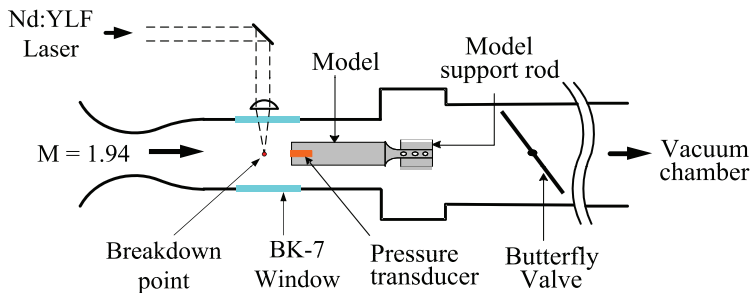 Nd:YLF
Laser
Model
Model
support rod
M = 1.94
Vacuum
chamber
Breakdown
point
BK-7
Window
Pressure
transducer
Butterfly
Valve